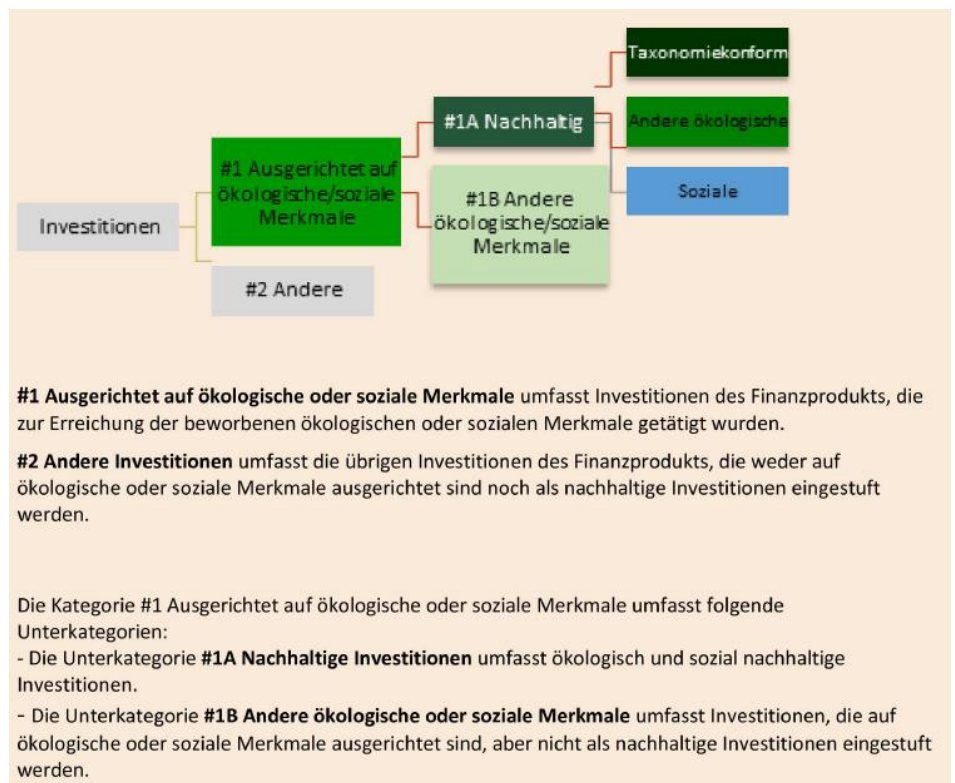 Taxonomiekonform
#1A Nachhaltig
Andere ökologische
#1 Ausgerichtet auf
ökologische/soziale
Merkmale
#1B Andere
ökologische/soziale
Merkmale
Soziale
Investitionen
#2 Andere
#1 Ausgerichtet auf ökologische oder soziale Merkmale umfasst Investitionen des Finanzprodukts, die
zur Erreichung der beworbenen ökologischen oder sozialen Merkmale getätigt wurden.
#2 Andere Investitionen umfasst die übrigen Investitionen des Finanzprodukts, die weder auf
ökologische oder soziale Merkmale ausgerichtet sind noch als nachhaltige Investitionen eingestuft
werden.
Die Kategorie #1 Ausgerichtet auf ökologische oder soziale Merkmale umfasst folgende
Unterkategorien:
- Die Unterkategorie #1A Nachhaltige Investitionen umfasst ökologisch und sozial nachhaltige
Investitionen.
- Die Unterkategorie #1B Andere ökologische oder soziale Merkmale umfasst Investitionen, die auf
ökologische oder soziale Merkmale ausgerichtet sind, aber nicht als nachhaltige Investitionen eingestuft
werden.